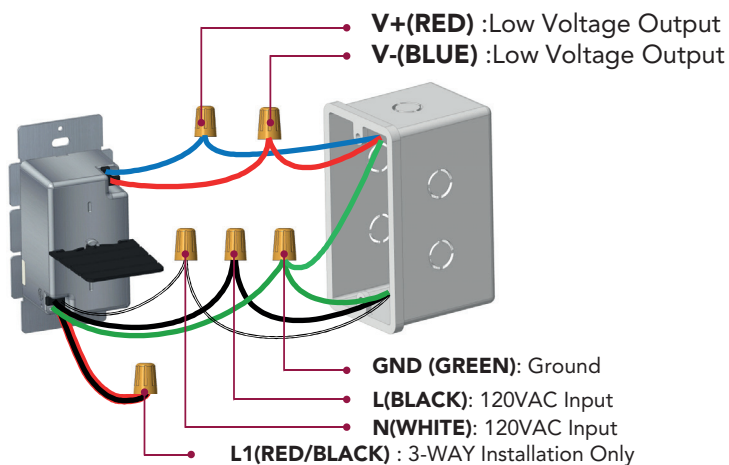 V+(RED) :Low Voltage Output
V-(BLUE) :Low Voltage Output
GND (GREEN): Ground
L(BLACK): 120VAC Input
N(WHITE): 120VAC Input
L1(RED/BLACK) : 3-WAY Installation Only